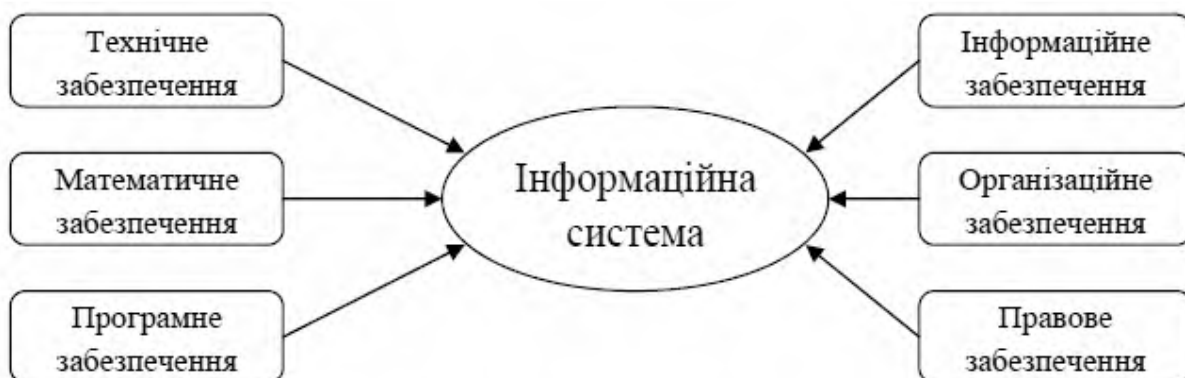 Технічне
забезпечення
Математичне
забезпечення
Програмне
забезпечення
Інформаційна
система
Інформаційне
забезпечення
Організаційне
забезпечення
Правове
забезпечення